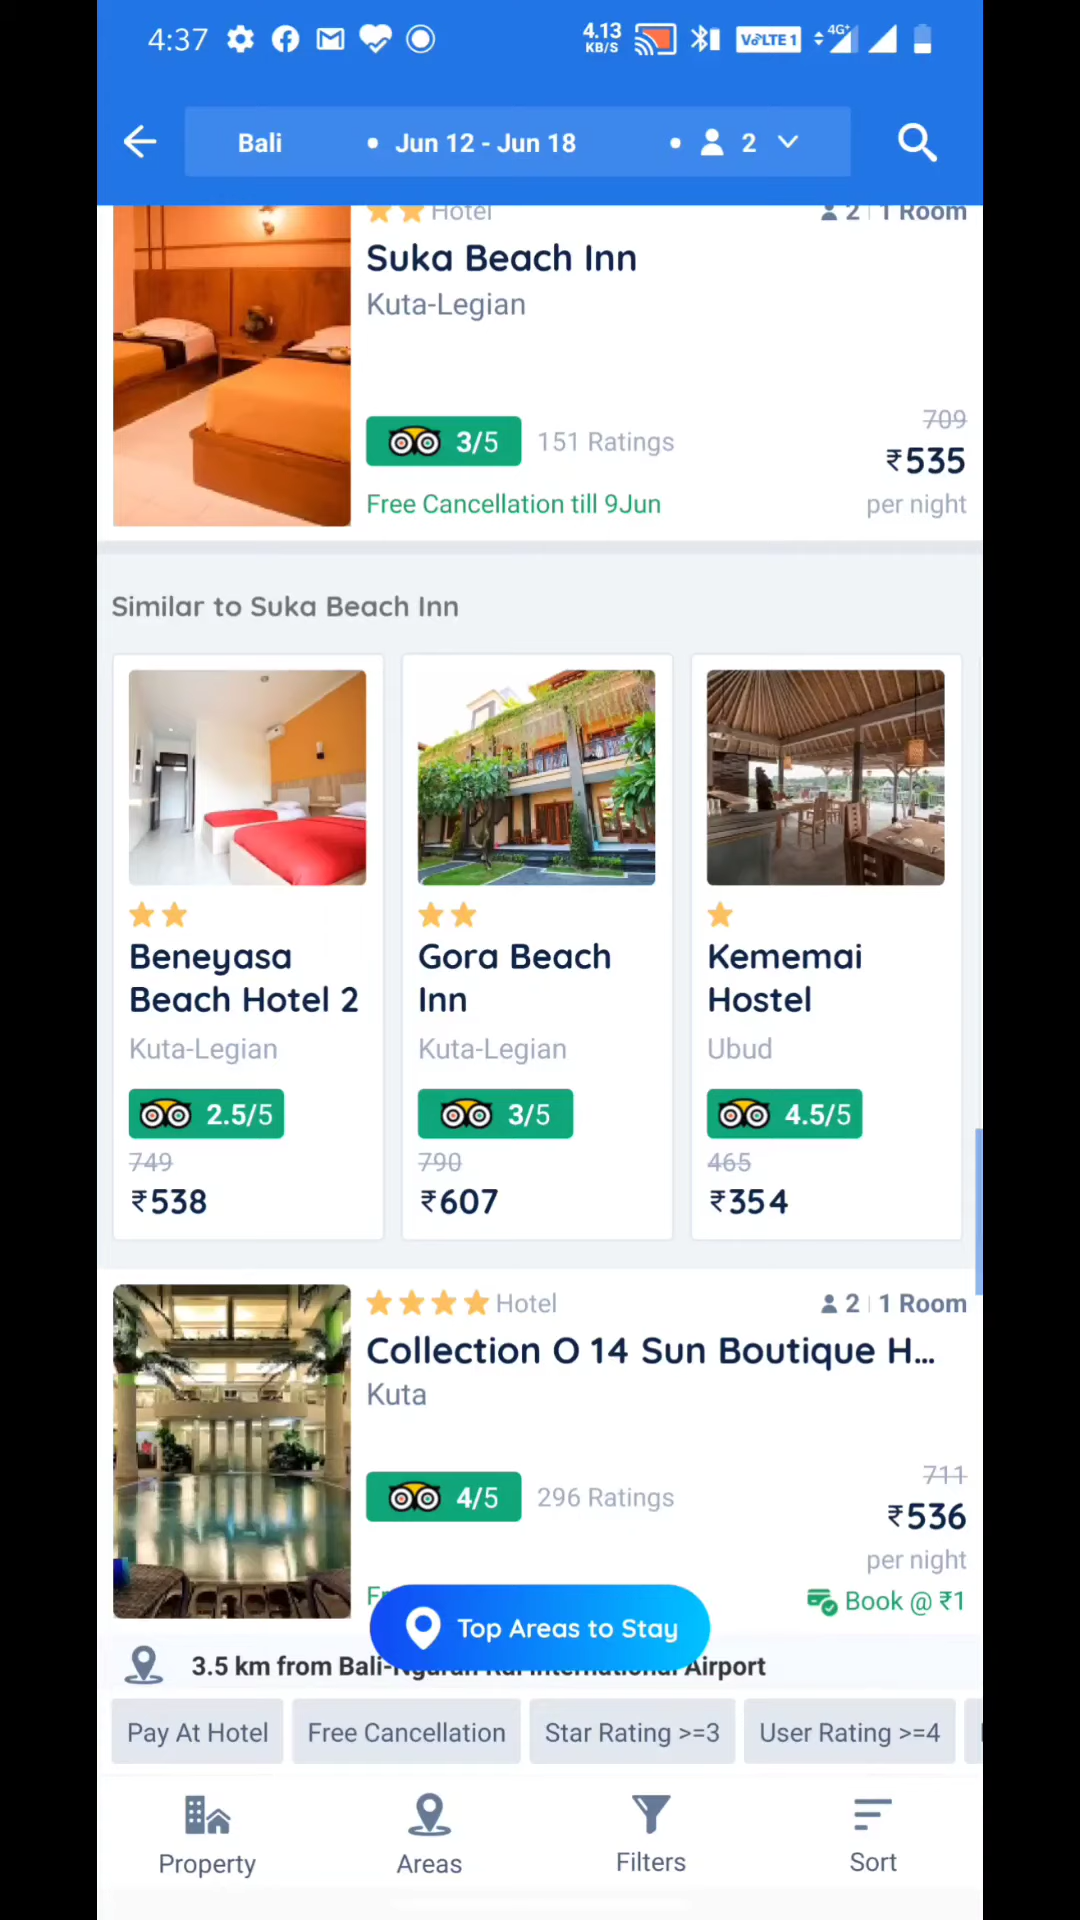 4:37
4.13
KB/S
VoLTE 1
4G+
Bali • Jun 12 - Jun 18 • 2
Hotel
2 | 1 Room
Suka Beach Inn
Kuta-Legian
3/5 151 Ratings
709
₹535
Free Cancellation till 9Jun
per night
Similar to Suka Beach Inn
Beneyasa
Beach Hotel 2
Kuta-Legian
2.5/5
749
₹538
Gora Beach
Inn
Kuta-Legian
3/5
790
₹607
Kememai
Hostel
Ubud
4.5/5
465
₹354
Hotel
2 | 1 Room
Collection O 14 Sun Boutique H...
Kuta
4/5 296 Ratings
711
₹536
per night
Book @ ₹1
Top Areas to Stay
3.5 km from Bali- International Airport
Pay At Hotel
Free Cancellation
Star Rating >=3
User Rating >=4
Property
Areas
Filters
Sort